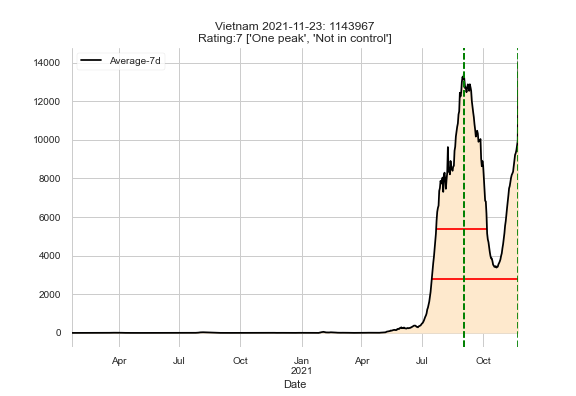 Vietnam 2021-11-23: 1143967
Rating:7 ['One peak', 'Not in control']
Average-7d
14000
12000
10000
8000
6000
4000
2000
0
Apr
Jul
Oct
Jan
2021
Apr
Jul
Oct
Date